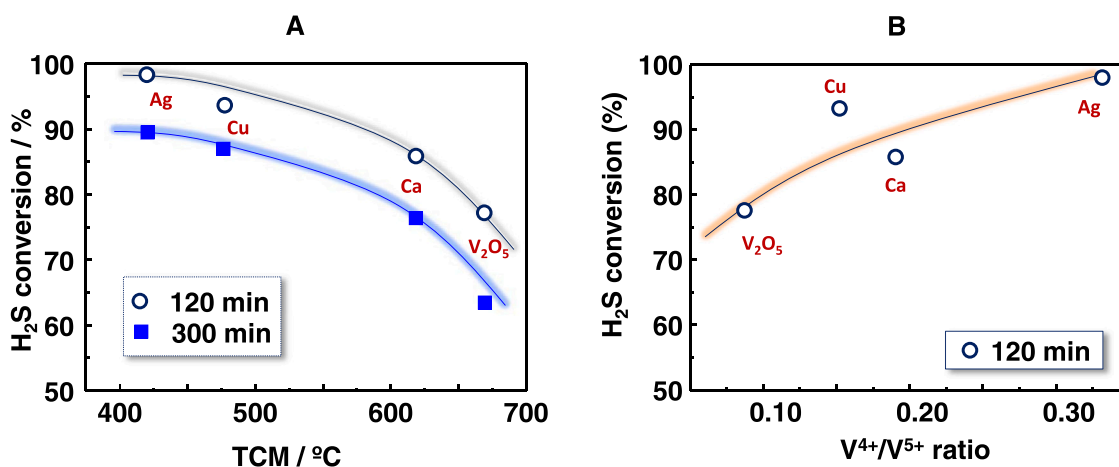 A
H₂S conversion / %
100
90
80
70
60
50
Ag
Cu
Ca
V₂O₅
120 min
300 min
400
500
600
700
TCM / ºC
B
H₂S conversion (%)
100
90
80
70
60
50
Cu
Ag
Ca
V₂O₅
120 min
0.10
0.20
0.30
V⁴⁺/V⁵⁺ ratio